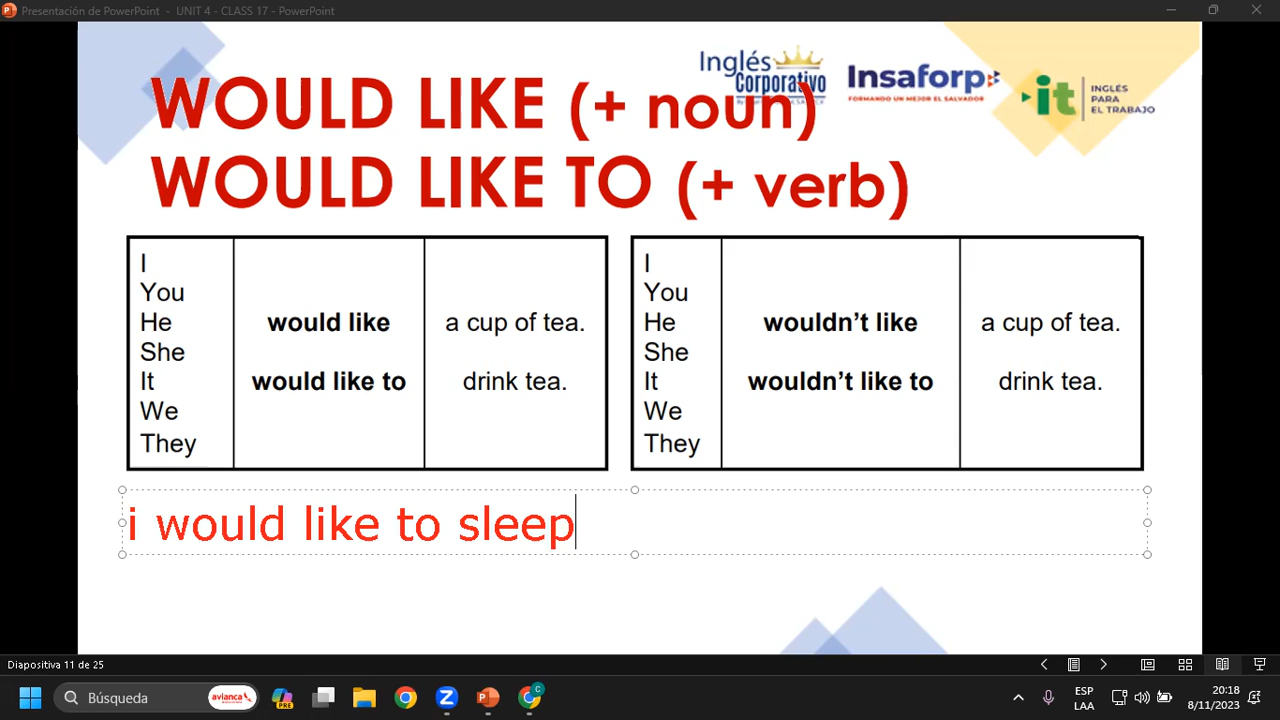 Presentación de PowerPoint - UNIT 4 - CLASS 17 - PowerPoint
WOULD LIKE (+ noun)
WOULD LIKE TO (+ verb)
Inglés
Corporativo
Insaforp
FORMANDO UN MEJOR EL SALVADOR
it
INGLÉS
PARA
EL TRABAJO
I
You
He
She
It
We
They
would like
would like to
a cup of tea.
drink tea.
I
You
He
She
It
We
They
wouldn't like
wouldn't like to
a cup of tea.
drink tea.
i would like to sleep
Diapositiva 11 de 25
Búsqueda
avianca
PRE
ESP
LAA
20:18
8/11/2023